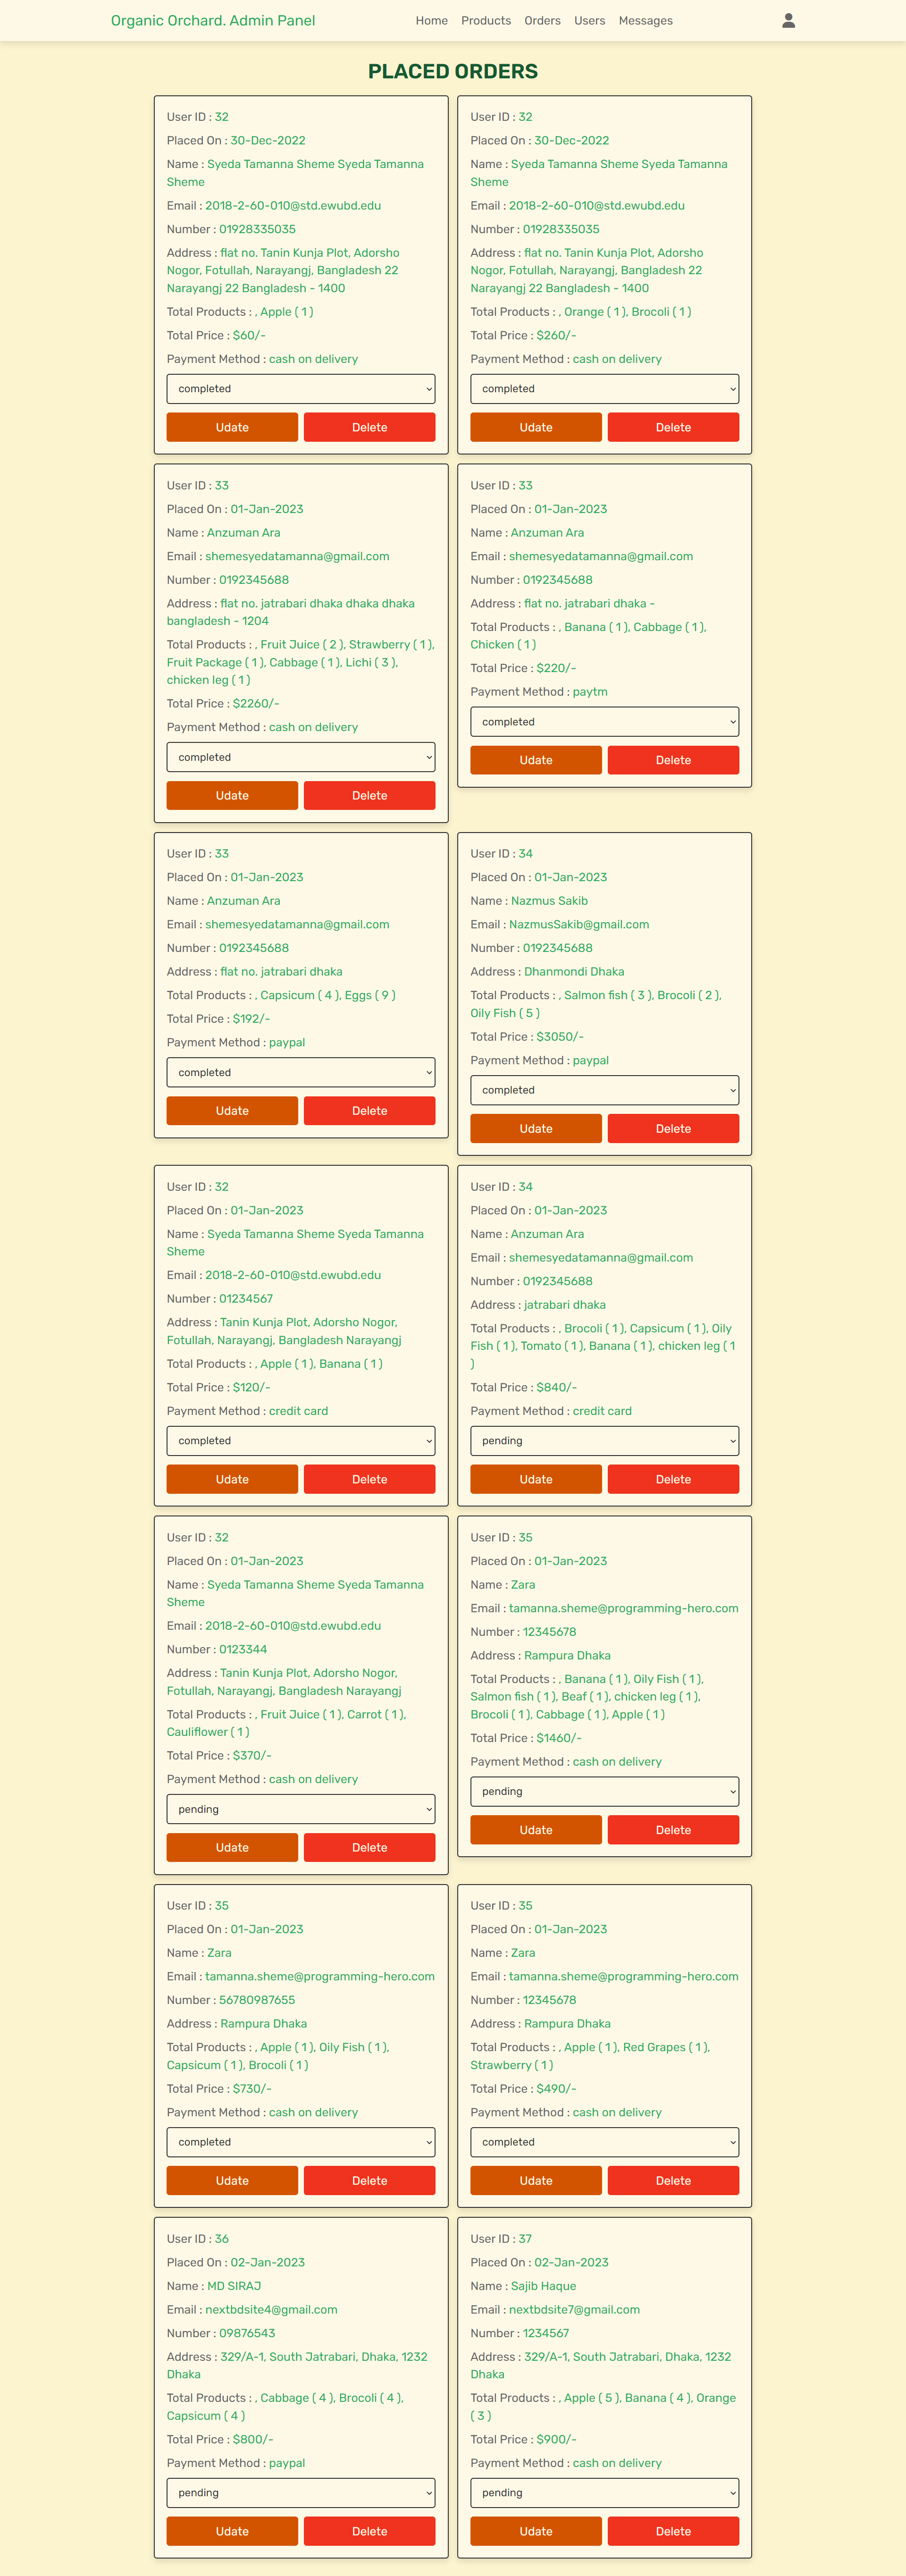 Organic Orchard. Admin Panel
Home Products Orders Users Messages
PLACED ORDERS
User ID : 32
Placed On : 30-Dec-2022
Name : Syeda Tamanna Sheme Syeda Tamanna
Sheme
Email : 2018-2-60-010@std.ewubd.edu
Number : 01928335035
Address : flat no. Tanin Kunja Plot, Adorsho
Nogor, Fotullah, Narayangj, Bangladesh 22
Narayangj 22 Bangladesh - 1400
Total Products : , Apple ( 1 )
Total Price : $60/-
Payment Method : cash on delivery
completed
Udate Delete
User ID : 32
Placed On : 30-Dec-2022
Name : Syeda Tamanna Sheme Syeda Tamanna
Sheme
Email : 2018-2-60-010@std.ewubd.edu
Number : 01928335035
Address : flat no. Tanin Kunja Plot, Adorsho
Nogor, Fotullah, Narayangj, Bangladesh 22
Narayangj 22 Bangladesh - 1400
Total Products : , Orange ( 1 ), Brocoli ( 1 )
Total Price : $260/-
Payment Method : cash on delivery
completed
Udate Delete
User ID : 33
Placed On : 01-Jan-2023
Name : Anzuman Ara
Email : shemesyedatamanna@gmail.com
Number : 0192345688
Address : flat no. jatrabari dhaka dhaka dhaka
bangladesh - 1204
Total Products : , Fruit Juice ( 2 ), Strawberry ( 1 ),
Fruit Package ( 1 ), Cabbage ( 1 ), Lichi ( 3 ),
chicken leg ( 1 )
Total Price : $2260/-
Payment Method : cash on delivery
completed
Udate Delete
User ID : 33
Placed On : 01-Jan-2023
Name : Anzuman Ara
Email : shemesyedatamanna@gmail.com
Number : 0192345688
Address : flat no. jatrabari dhaka -
Total Products : , Banana ( 1 ), Cabbage ( 1 ),
Chicken ( 1 )
Total Price : $220/-
Payment Method : paytm
completed
Udate Delete
User ID : 33
Placed On : 01-Jan-2023
Name : Anzuman Ara
Email : shemesyedatamanna@gmail.com
Number : 0192345688
Address : flat no. jatrabari dhaka
Total Products : , Capsicum ( 4 ), Eggs ( 9 )
Total Price : $192/-
Payment Method : paypal
completed
Udate Delete
User ID : 34
Placed On : 01-Jan-2023
Name : Nazmus Sakib
Email : NazmusSakib@gmail.com
Number : 0192345688
Address : Dhanmondi Dhaka
Total Products : , Salmon fish ( 3 ), Brocoli ( 2 ),
Oily Fish ( 5 )
Total Price : $3050/-
Payment Method : paypal
completed
Udate Delete
User ID : 32
Placed On : 01-Jan-2023
Name : Syeda Tamanna Sheme Syeda Tamanna
Sheme
Email : 2018-2-60-010@std.ewubd.edu
Number : 01234567
Address : Tanin Kunja Plot, Adorsho Nogor,
Fotullah, Narayangj, Bangladesh Narayangj
Total Products : , Apple ( 1 ), Banana ( 1 )
Total Price : $120/-
Payment Method : credit card
completed
Udate Delete
User ID : 34
Placed On : 01-Jan-2023
Name : Anzuman Ara
Email : shemesyedatamanna@gmail.com
Number : 0192345688
Address : jatrabari dhaka
Total Products : , Brocoli ( 1 ), Capsicum ( 1 ), Oily
Fish ( 1 ), Tomato ( 1 ), Banana ( 1 ), chicken leg ( 1
)
Total Price : $840/-
Payment Method : credit card
pending
Udate Delete
User ID : 32
Placed On : 01-Jan-2023
Name : Syeda Tamanna Sheme Syeda Tamanna
Sheme
Email : 2018-2-60-010@std.ewubd.edu
Number : 0123344
Address : Tanin Kunja Plot, Adorsho Nogor,
Fotullah, Narayangj, Bangladesh Narayangj
Total Products : , Fruit Juice ( 1 ), Carrot ( 1 ),
Cauliflower ( 1 )
Total Price : $370/-
Payment Method : cash on delivery
pending
Udate Delete
User ID : 35
Placed On : 01-Jan-2023
Name : Zara
Email : tamanna.sheme@programming-hero.com
Number : 12345678
Address : Rampura Dhaka
Total Products : , Banana ( 1 ), Oily Fish ( 1 ),
Salmon fish ( 1 ), Beaf ( 1 ), chicken leg ( 1 ),
Brocoli ( 1 ), Cabbage ( 1 ), Apple ( 1 )
Total Price : $1460/-
Payment Method : cash on delivery
pending
Udate Delete
User ID : 35
Placed On : 01-Jan-2023
Name : Zara
Email : tamanna.sheme@programming-hero.com
Number : 56780987655
Address : Rampura Dhaka
Total Products : , Apple ( 1 ), Oily Fish ( 1 ),
Capsicum ( 1 ), Brocoli ( 1 )
Total Price : $730/-
Payment Method : cash on delivery
completed
Udate Delete
User ID : 35
Placed On : 01-Jan-2023
Name : Zara
Email : tamanna.sheme@programming-hero.com
Number : 12345678
Address : Rampura Dhaka
Total Products : , Apple ( 1 ), Red Grapes ( 1 ),
Strawberry ( 1 )
Total Price : $490/-
Payment Method : cash on delivery
completed
Udate Delete
User ID : 36
Placed On : 02-Jan-2023
Name : MD SIRAJ
Email : nextbdsite4@gmail.com
Number : 09876543
Address : 329/A-1, South Jatrabari, Dhaka, 1232
Dhaka
Total Products : , Cabbage ( 4 ), Brocoli ( 4 ),
Capsicum ( 4 )
Total Price : $800/-
Payment Method : paypal
pending
Udate Delete
User ID : 37
Placed On : 02-Jan-2023
Name : Sajib Haque
Email : nextbdsite7@gmail.com
Number : 1234567
Address : 329/A-1, South Jatrabari, Dhaka, 1232
Dhaka
Total Products : , Apple ( 5 ), Banana ( 4 ), Orange
( 3 )
Total Price : $900/-
Payment Method : cash on delivery
pending
Udate Delete